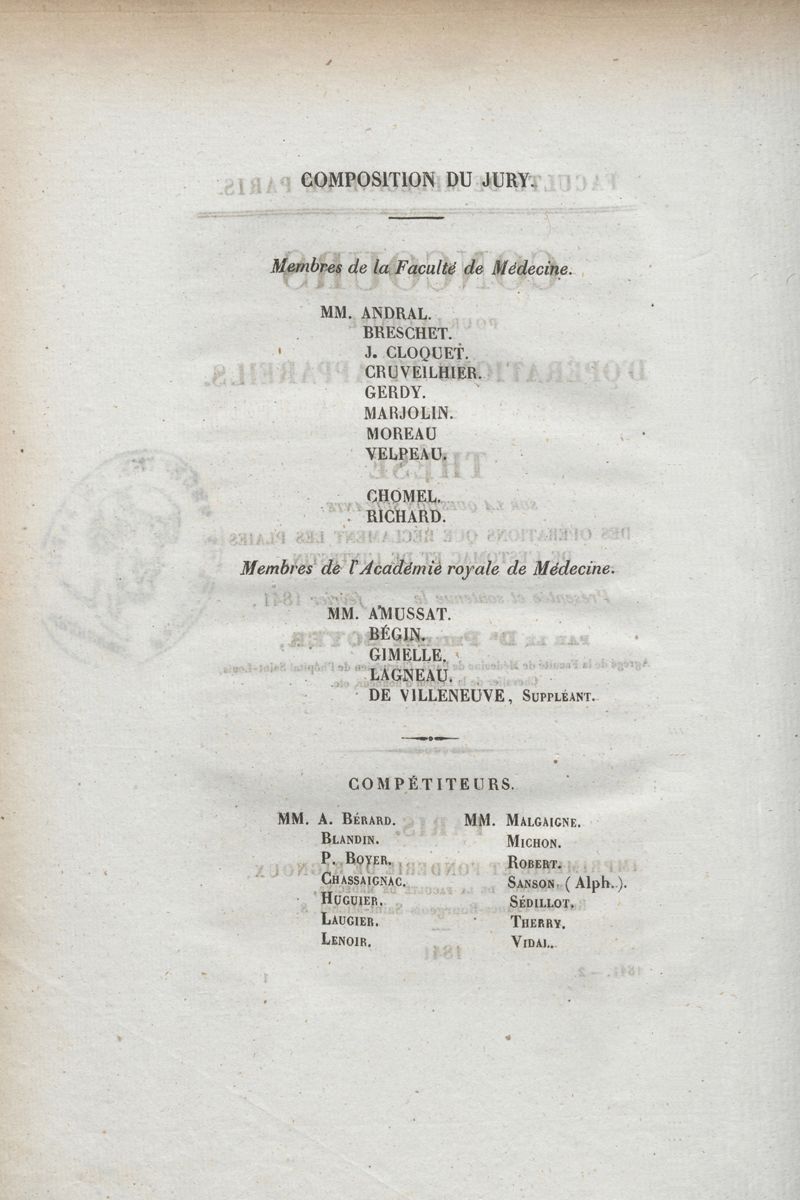 COMPOSITION DU JURY.
Membres de la Faculté de Médecine.
MM. ANDRAL.
BRESCHET.
J. CLOQUET.
CRUVEILHIER.
GERDY.
MARJOLIN.
MOREAU
VELPEAU.
CHOMEL.
RICHARD.
Membres de l'Académie royale de Médecine.
MM. AMUSSAT.
BÉGIN.
GIMELLE.
LAGNEAU.
DE VILLENEUVE, SUPPLÉANT.
COMPÉTITEURS.
MM. A. BÉRARD.
BLANDIN.
P. BOYER.
CHASSAIGNAC.
HUGUIER.
LAUGIER.
LENOIR.
MM. MALGAIGNE.
MICHON.
ROBERT.
SANSON (Alph.).
SÉDILLOT.
THERRY.
VIDAL.